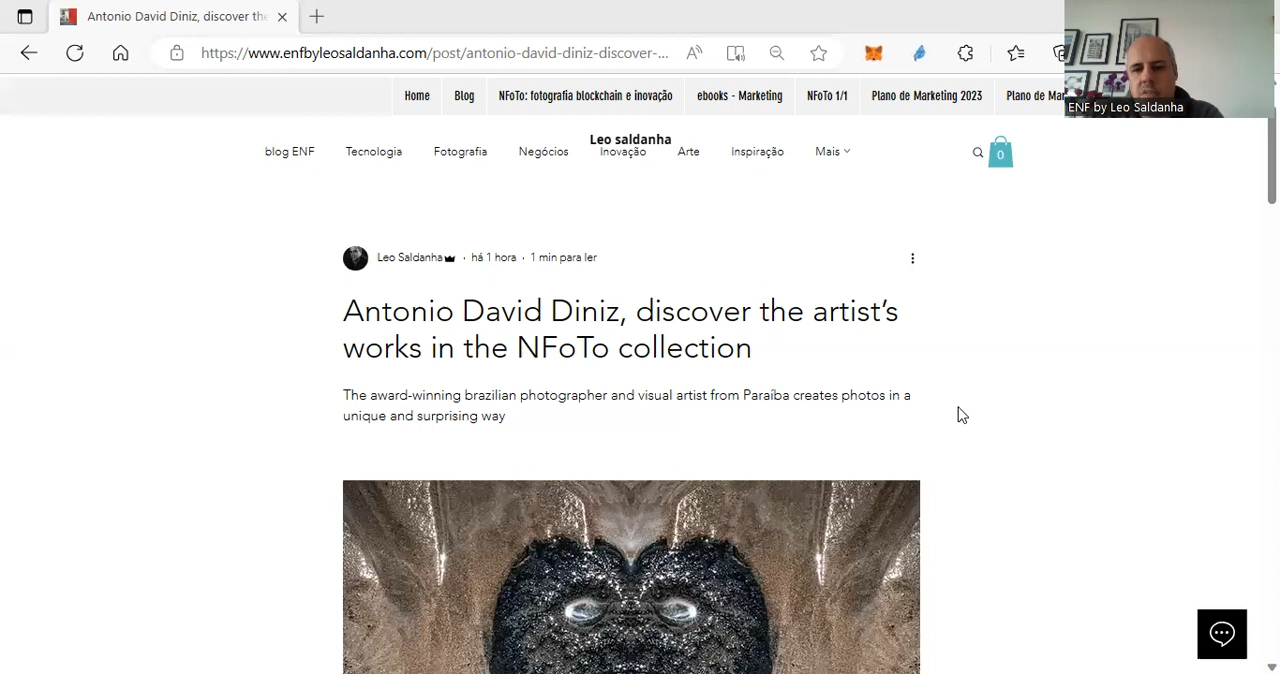 Antonio David Diniz, discover the
https://www.enfbyleosaldanha.com/post/antonio-david-diniz-discover-...
ENF by Leo Saldanha
Home
Blog
NFoTo: fotografia blockchain e inovação
ebooks - Marketing
NFoTo 1/1
Plano de Marketing 2023
Plano de Mar
Leo saldanha
blog ENF
Tecnologia
Fotografia
Negócios
Inovação
Arte
Inspiração
Mais
0
Leo Saldanha · há 1 hora · 1 min para ler
Antonio David Diniz, discover the artist’s
works in the NFoTo collection
The award-winning brazilian photographer and visual artist from Paraíba creates photos in a
unique and surprising way